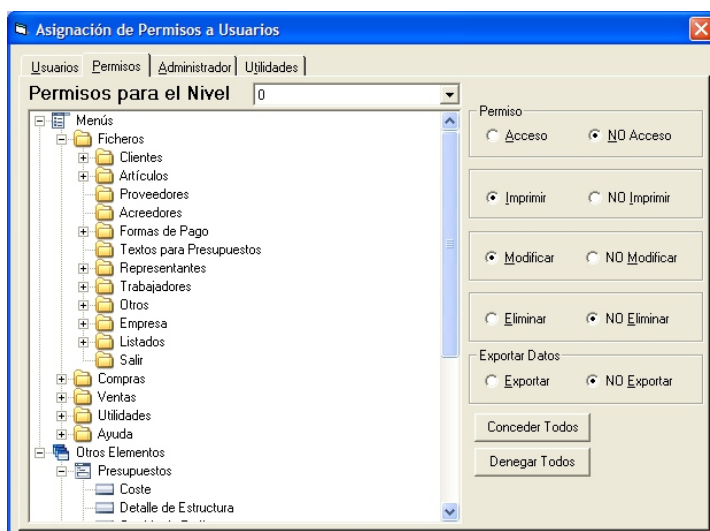 Asignación de Permisos a Usuarios
Usuarios Permisos Administrador Utilidades
Permisos para el Nivel 0
Menús
Ficheros
Clientes
Artículos
Proveedores
Acreedores
Formas de Pago
Textos para Presupuestos
Representantes
Trabajadores
Otros
Empresa
Listados
Salir
Compras
Ventas
Utilidades
Ayuda
Otros Elementos
Presupuestos
Coste
Detalle de Estructura
Permiso
Acceso NO Acceso
Imprimir NO Imprimir
Modificar NO Modificar
Eliminar NO Eliminar
Exportar Datos
Exportar NO Exportar
Conceder Todos
Denegar Todos